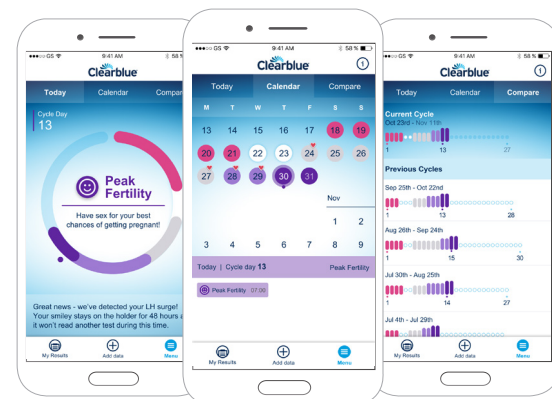 ●●●○○ GS 9:41 AM ∦ 58 %
Clearblue
Today Calendar Compar
Cycle Day
13
Peak
Fertility
Have sex for your best
chances of getting pregnant!
Great news - we've detected your LH surge!
Your smiley stays on the holder for 48 hours a
it won't read another test during this time.
My Results Add data Menu
●●●○○ GS 9:41 AM 58 %
Clearblue 1
Today Calendar Compare
M T W T F S S
13 14 15 16 17 18 19
20 21 22 23 24 25 26
27 28 29 30 31
Nov
1 2
3 4 5 6 7 8 9
Today | Cycle day 13 Peak Fertility
Peak Fertility 07:00
My Results Add data Menu
●●●○○ GS 9:41 AM 58 %
Clearblue 1
Today Calendar Compare
Current Cycle
Oct 23rd - Nov 11th
1 13 27
Previous Cycles
Sep 25th - Oct 22nd
1 13 28
Aug 26h - Sep 24th
1 15 30
Jul 30th - Aug 25th
1 14 27
Jul 4th - Jul 29th
My Results Add data Menu